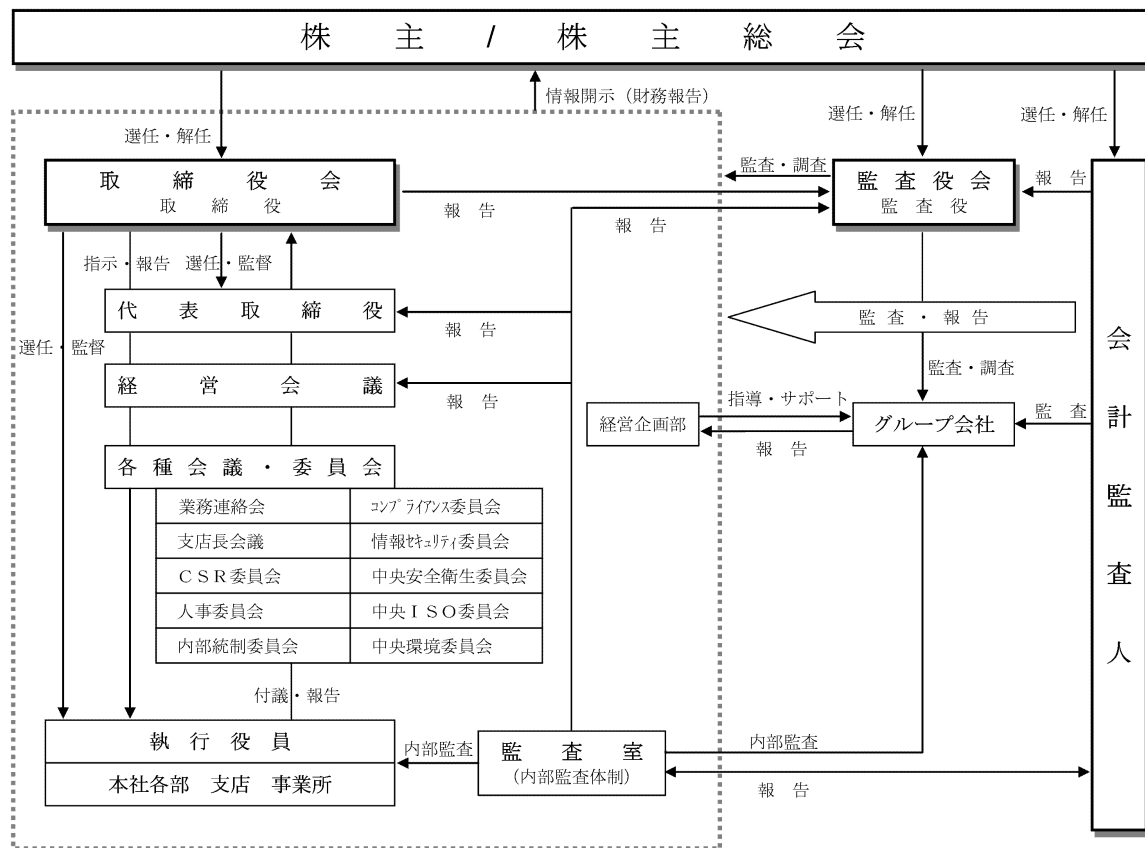 株主/株主総会
情報開示（財務報告）
選任・解任
選任・解任
選任・解任
取締役会
取締役
監査・調査
監査役会
監査役
報告
報告
報告
指示・報告
選任・監督
代表取締役
報告
監査・報告
選任・監督
経営会議
報告
監査・調査
指導・サポート
経営企画部
グループ会社
監査
報告
会計監査人
各種会議・委員会
業務連絡会
コンプライアンス委員会
支店長会議
情報セキュリティ委員会
ＣＳＲ委員会
中央安全衛生委員会
人事委員会
中央ＩＳＯ委員会
内部統制委員会
中央環境委員会
付議・報告
執行役員
本社各部　支店　事業所
内部監査
監査室
（内部監査体制）
内部監査
報告